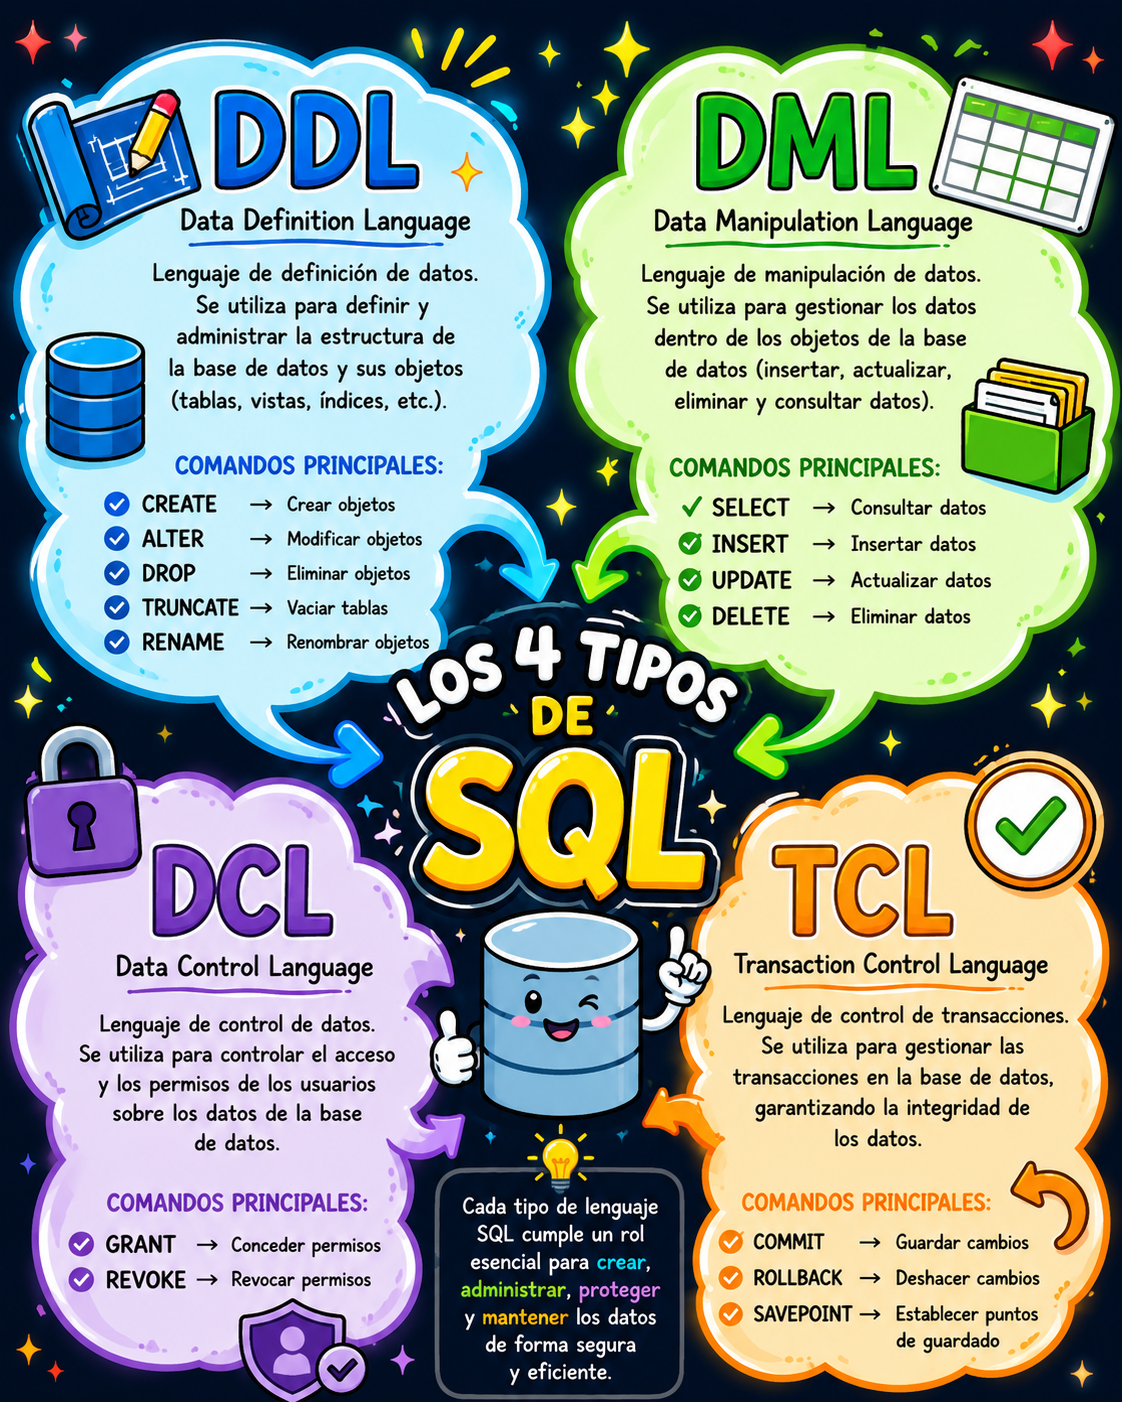 DDL
Data Definition Language
Lenguaje de definición de datos.
Se utiliza para definir y
administrar la estructura de
la base de datos y sus objetos
(tablas, vistas, índices, etc.).
COMANDOS PRINCIPALES:
CREATE → Crear objetos
ALTER → Modificar objetos
DROP → Eliminar objetos
TRUNCATE → Vaciar tablas
RENAME → Renombrar objetos
DML
Data Manipulation Language
Lenguaje de manipulación de datos.
Se utiliza para gestionar los datos
dentro de los objetos de la base
de datos (insertar, actualizar,
eliminar y consultar datos).
COMANDOS PRINCIPALES:
SELECT → Consultar datos
INSERT → Insertar datos
UPDATE → Actualizar datos
DELETE → Eliminar datos
LOS 4 TIPOS
DE
SQL
DCL
Data Control Language
Lenguaje de control de datos.
Se utiliza para controlar el acceso
y los permisos de los usuarios
sobre los datos de la base
de datos.
COMANDOS PRINCIPALES:
GRANT → Conceder permisos
REVOKE → Revocar permisos
TCL
Transaction Control Language
Lenguaje de control de transacciones.
Se utiliza para gestionar las
transacciones en la base de datos,
garantizando la integridad de
los datos.
COMANDOS PRINCIPALES:
COMMIT → Guardar cambios
ROLLBACK → Deshacer cambios
SAVEPOINT → Establecer puntos
de guardado
Cada tipo de lenguaje
SQL cumple un rol
esencial para crear,
administrar, proteger
y mantener los datos
de forma segura
y eficiente.